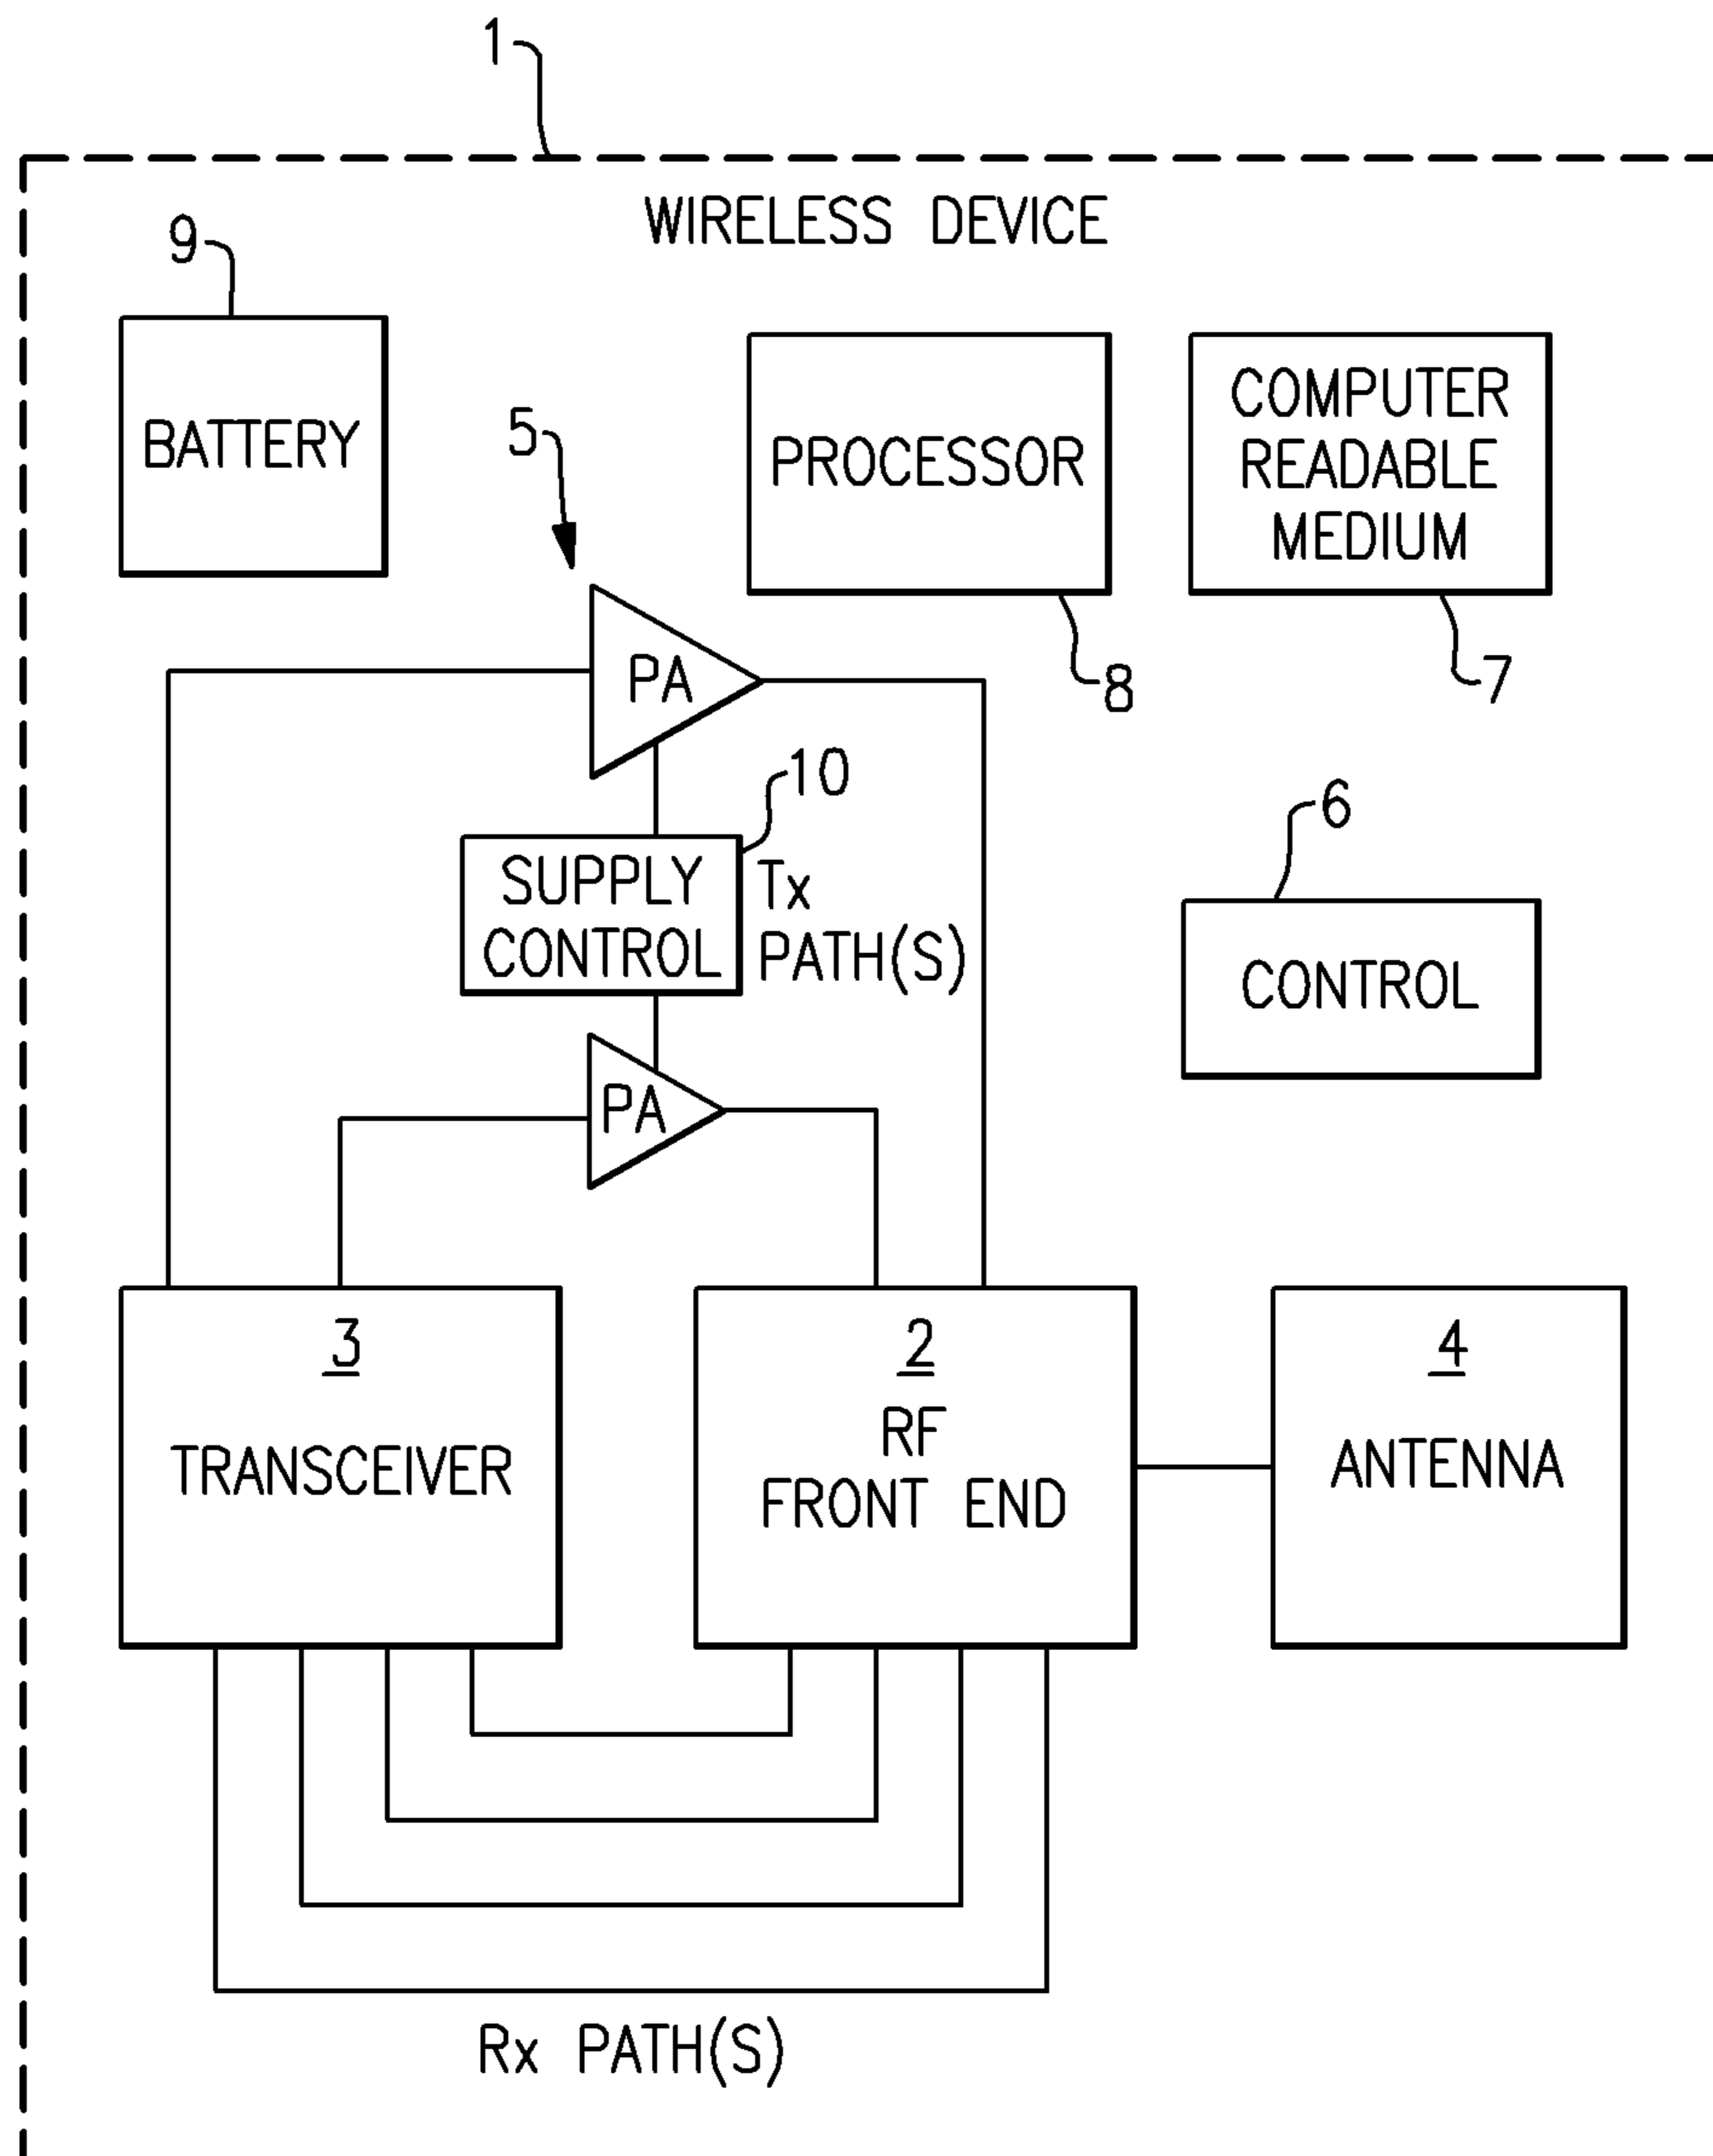 1
WIRELESS DEVICE
9
BATTERY
5
PROCESSOR
8
COMPUTER
READABLE
MEDIUM
7
PA
10
SUPPLY
CONTROL
Tx
PATH(S)
6
CONTROL
PA
3
TRANSCEIVER
2
RF
FRONT END
4
ANTENNA
Rx PATH(S)